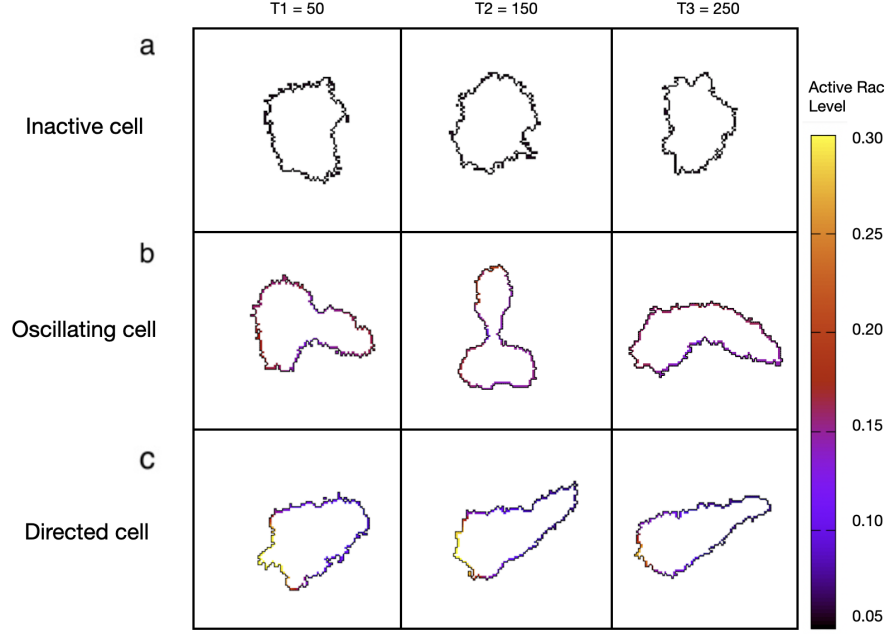 T1 = 50
T2 = 150
T3 = 250
a
Inactive cell
Active Rac
Level
0.30
0.25
b
Oscillating cell
0.20
0.15
c
Directed cell
0.10
0.05